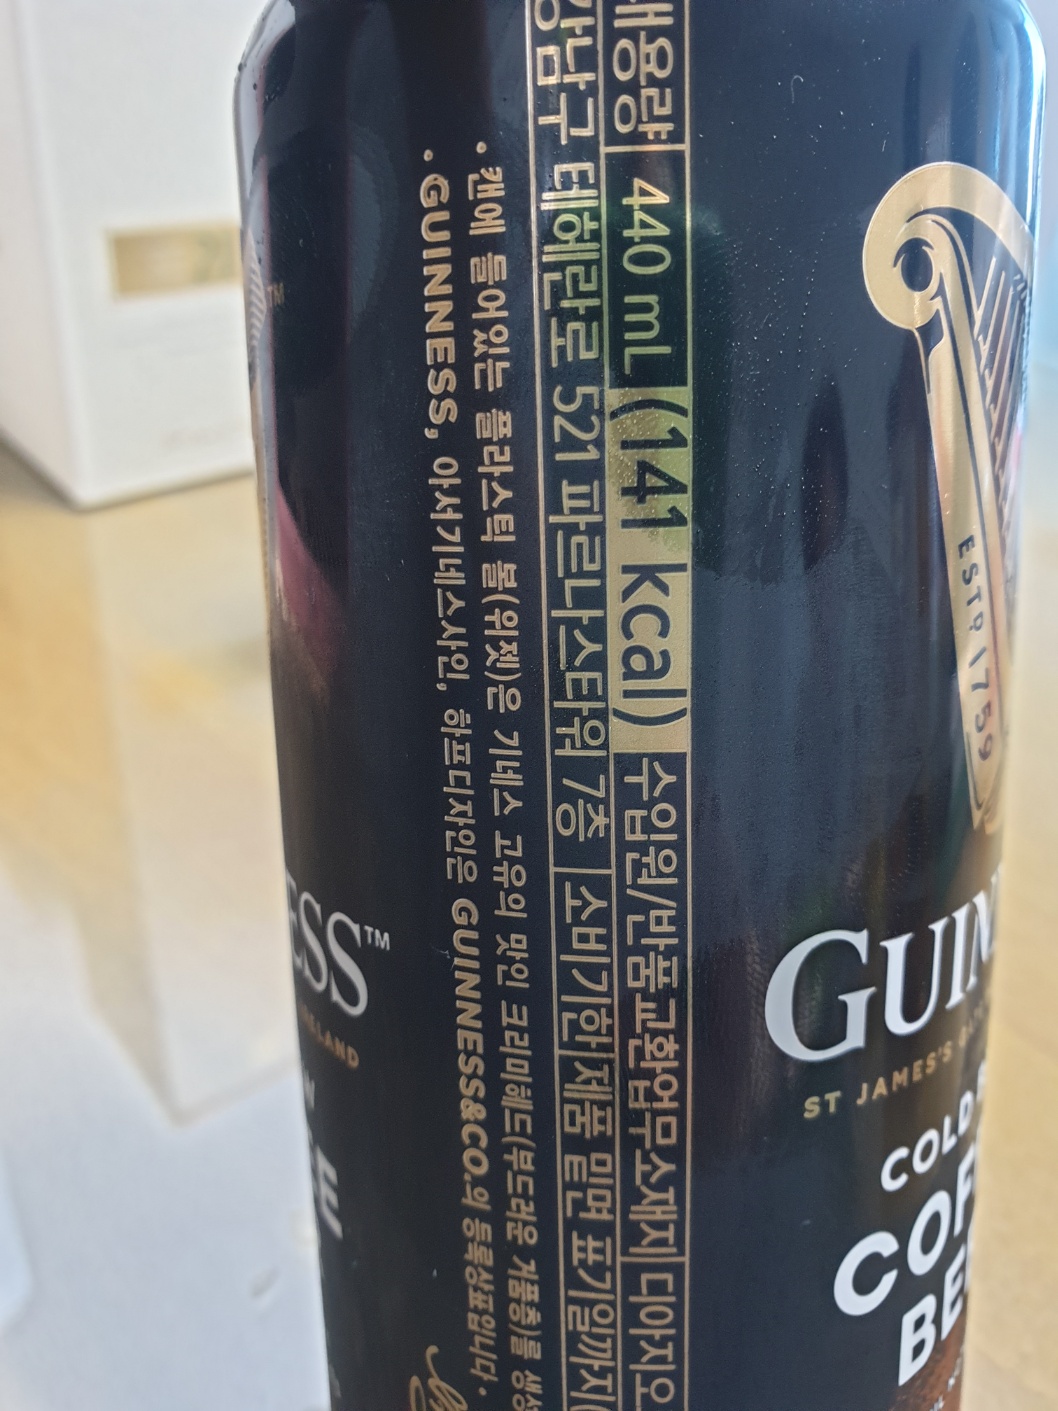 내용량 440 mL (141 kcal) 수입원/반품교환업무소재지 디아지오
강남구 테헤란로 521 파르나스타워 7층 소비기한 제품 밑면 표기일까지(
• 캔에 들어있는 플라스틱 볼(위젯)은 기네스 고유의 맛인 크리미헤드(부드러운 거품층)를 생성
• GUINNESS, 아서기네스사인, 하프디자인은 GUINNESS&CO.의 등록상표입니다.
ESTD 1759
GUIN
ST JAMES'S
COLD
COF
BEE
ESS™
ELAND
W
EE
TM